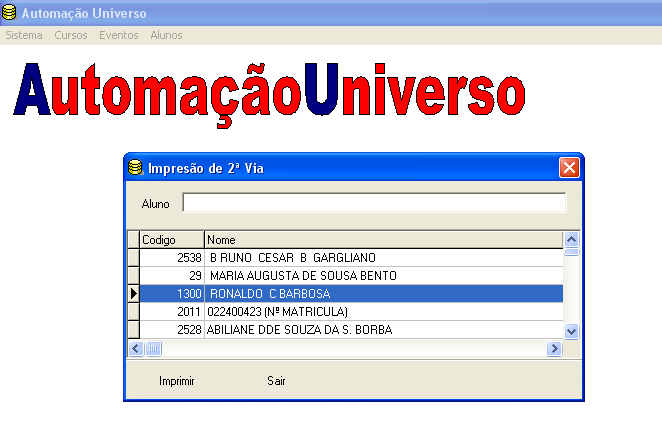 Automação Universo
Sistema Cursos Eventos Alunos
AutomaçãoUniverso
Impresão de 2ª Via
Aluno
Codigo Nome
2538 B RUNO CESAR B GARGLIANO
29 MARIA AUGUSTA DE SOUSA BENTO
1300 RONALDO C BARBOSA
2011 022400423 (Nº MATRICULA)
2528 ABILIANE DDE SOUZA DA S. BORBA
Imprimir Sair